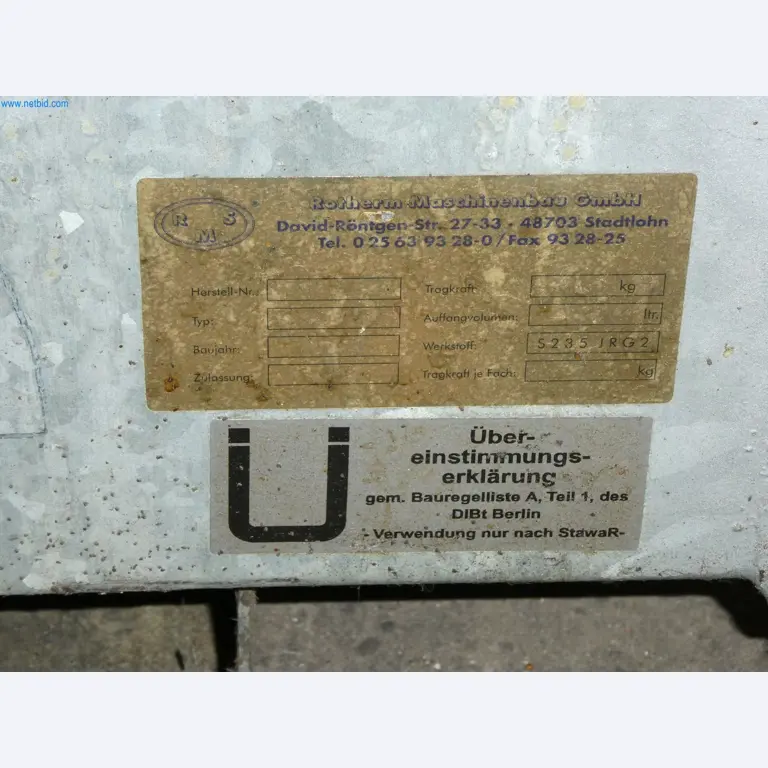 www.netbid.com
Rotherm Maschinenbau GmbH
R M S
David-Röntgen-Str. 27-33 - 48703 Stadtlohn
Tel. 0 25 63 93 28-0 / Fax 93 28-25
Herstell-Nr.: Tragkraft: kg
Typ: Auffangvolumen: ltr.
Baujahr: Werkstoff: S235 JRG2
Zulassung: Tragkraft je Fach: kg
Ü
Über-
einstimmungs-
erklärung
gem. Bauregelliste A, Teil 1, des
DIBt Berlin
- Verwendung nur nach StawaR-